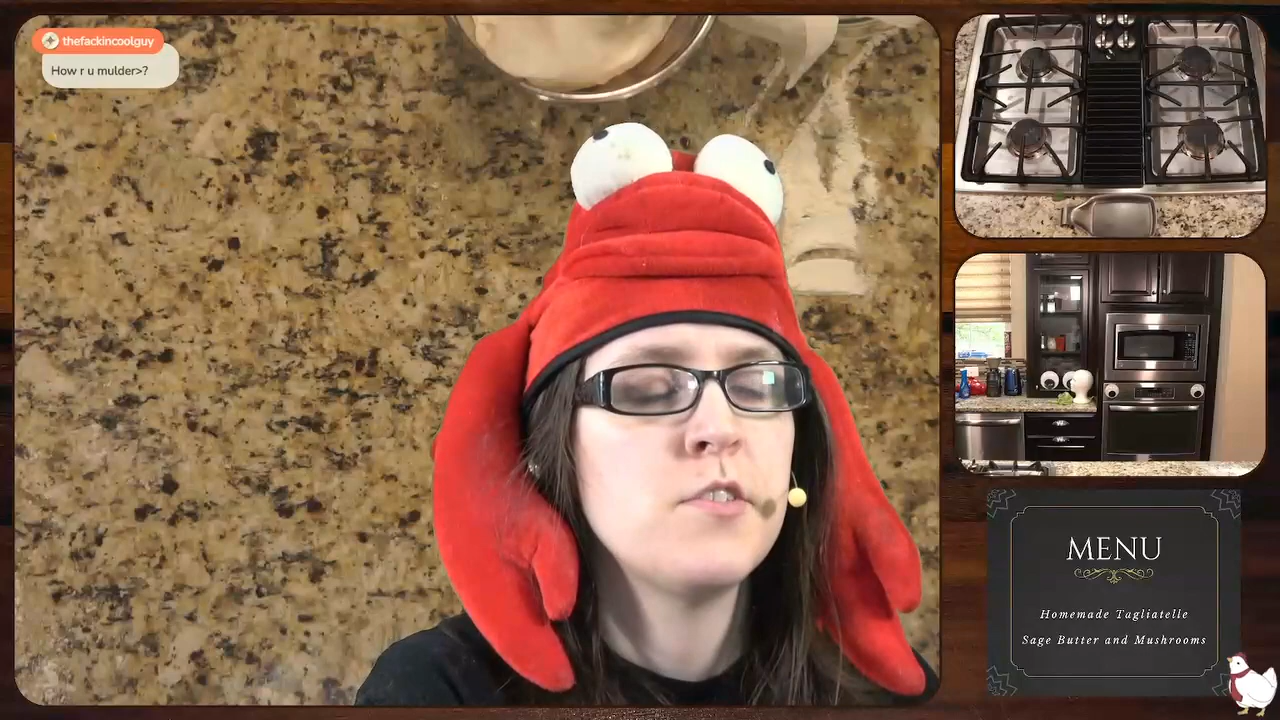 thefackincoolguy
How r u mulder>?
MENU
Homemade Tagliatelle
Sage Butter and Mushrooms